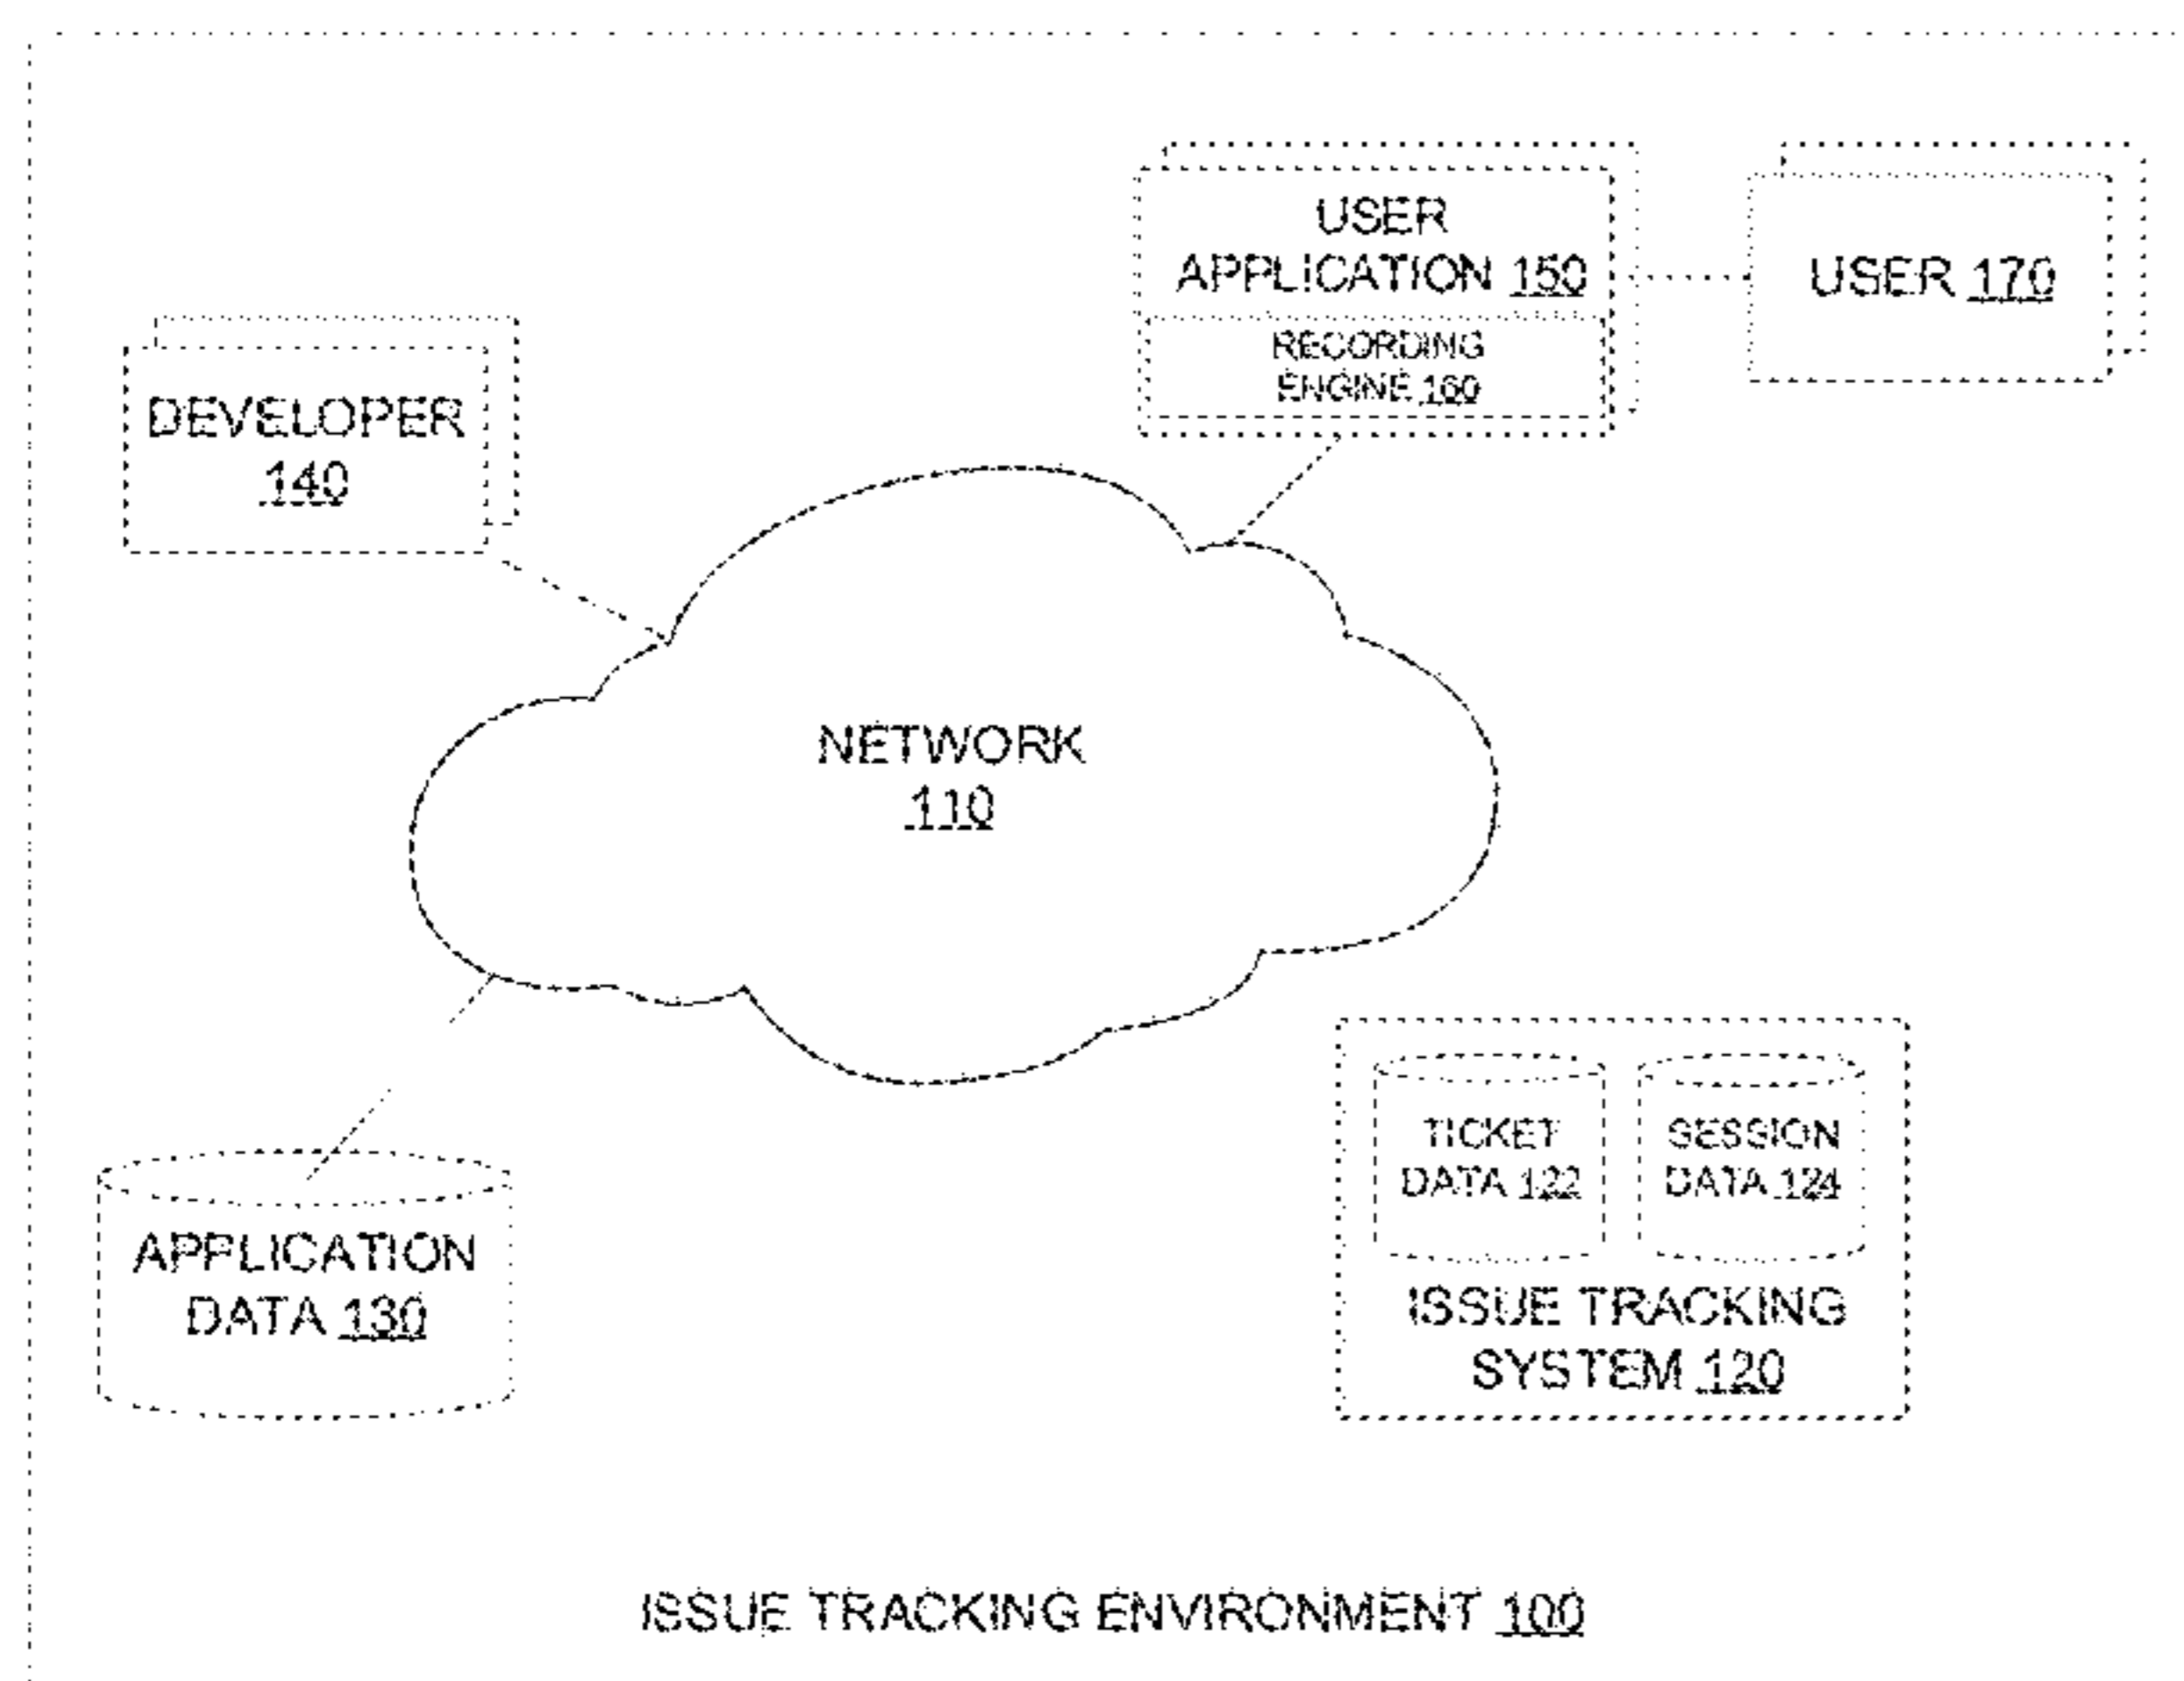 USER
APPLICATION 150
USER 170
RECORDING
ENGINE 160
DEVELOPER
140
NETWORK
110
TICKET
DATA 122
SESSION
DATA 124
APPLICATION
DATA 130
ISSUE TRACKING
SYSTEM 120
ISSUE TRACKING ENVIRONMENT 100